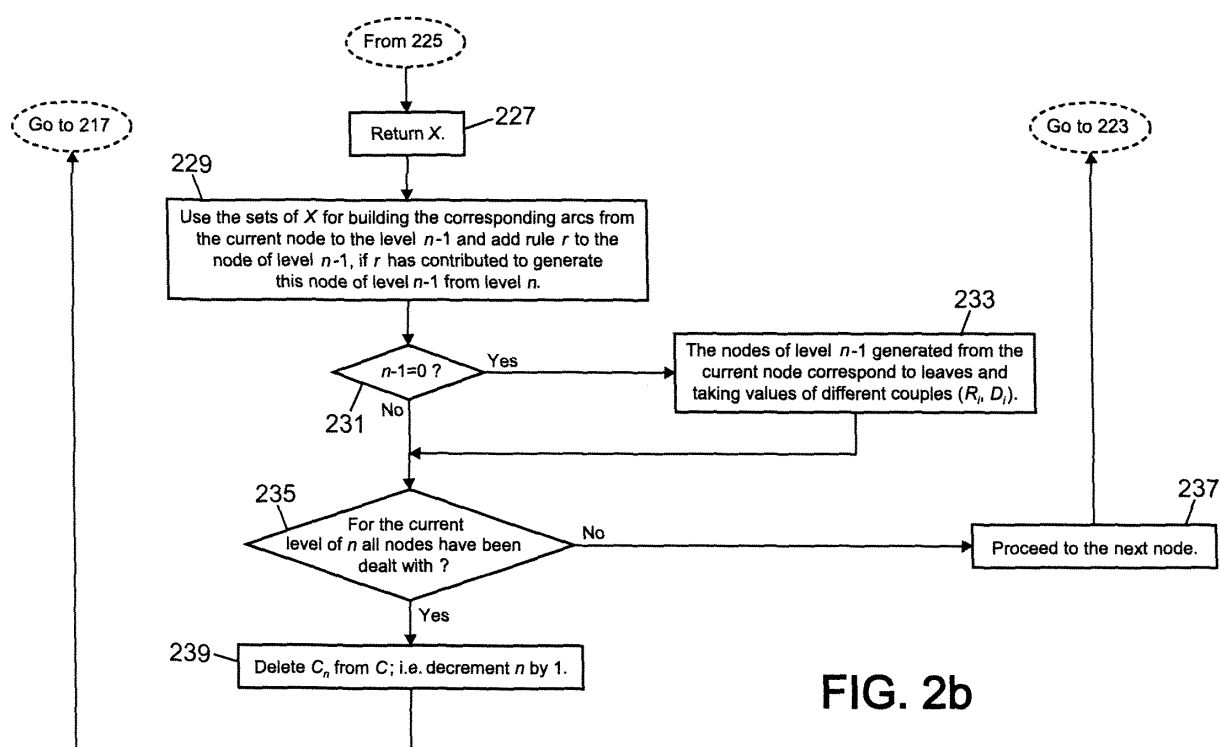 From 225
Go to 217
227
Go to 223
Return X.
229
Use the sets of X for building the corresponding arcs from
the current node to the level n-1 and add rule r to the
node of level n-1, if r has contributed to generate
this node of level n-1 from level n.
233
n-1=0 ?
Yes
The nodes of level n-1 generated from the
current node correspond to leaves and
taking values of different couples (Ri, Di).
No
231
235
For the current
level of n all nodes have been
dealt with ?
No
237
Proceed to the next node.
Yes
239
Delete Cn from C; i.e. decrement n by 1.
FIG. 2b